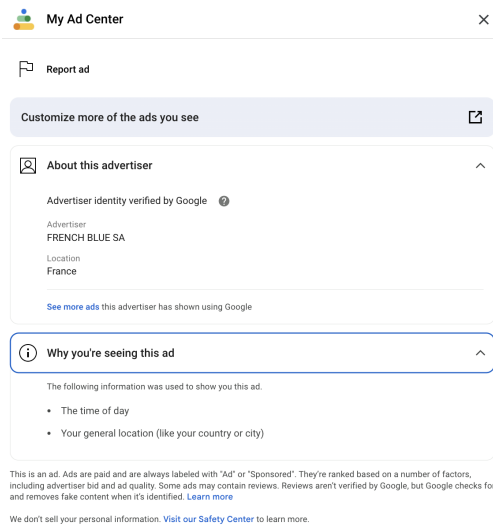 My Ad Center
Report ad
Customize more of the ads you see
About this advertiser
Advertiser identity verified by Google
Advertiser
FRENCH BLUE SA
Location
France
See more ads this advertiser has shown using Google
Why you're seeing this ad
The following information was used to show you this ad.
• The time of day
• Your general location (like your country or city)
This is an ad. Ads are paid and are always labeled with "Ad" or "Sponsored". They're ranked based on a number of factors,
including advertiser bid and ad quality. Some ads may contain reviews. Reviews aren't verified by Google, but Google checks for
and removes fake content when it's identified. Learn more
We don't sell your personal information. Visit our Safety Center to learn more.